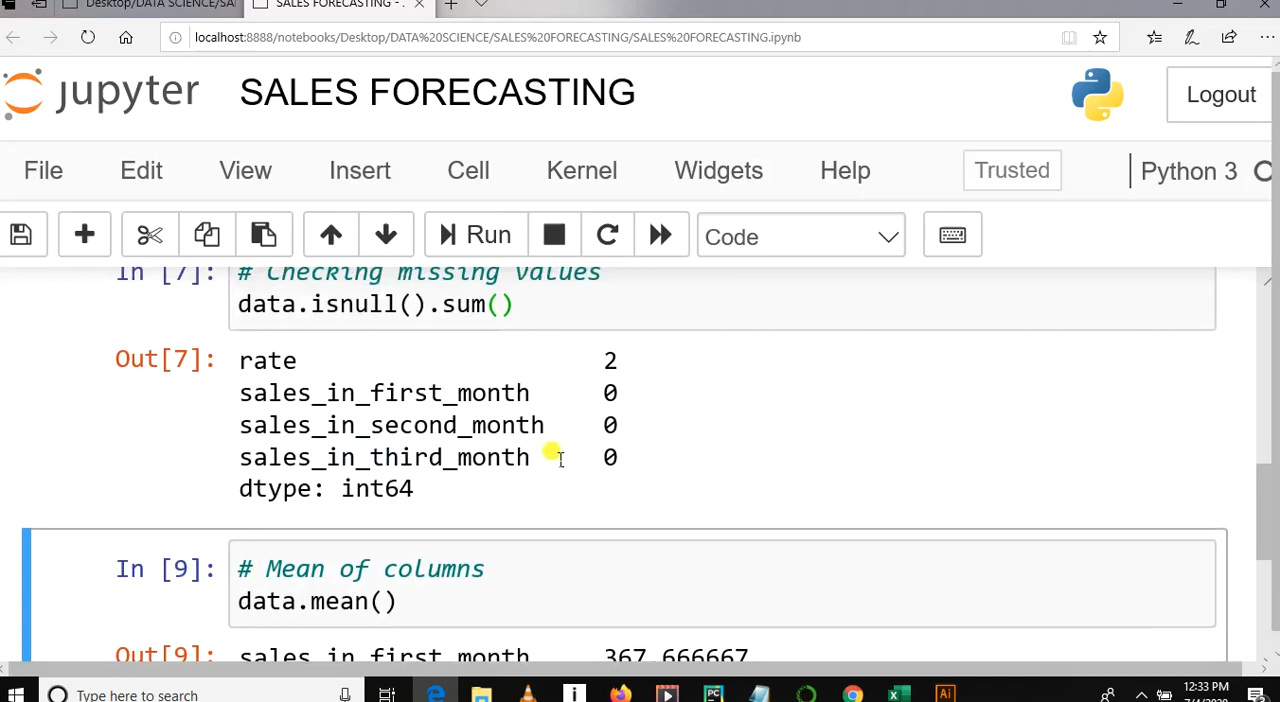 Desktop/DATA SCIENCE/SA
SALES FORECASTING - .
localhost:8888/notebooks/Desktop/DATA%20SCIENCE/SALES%20FORECASTING/SALES%20FORECASTING.ipynb
jupyter SALES FORECASTING Logout
File Edit View Insert Cell Kernel Widgets Help Trusted Python 3
Run Code
In [7]: # Checking missing values
data.isnull().sum()
Out[7]: rate 2
sales_in_first_month 0
sales_in_second_month 0
sales_in_third_month 0
dtype: int64
In [9]: # Mean of columns
data.mean()
Out[9]: sales_in_first_month 367.666667
Type here to search
12:33 PM
7/4/2020